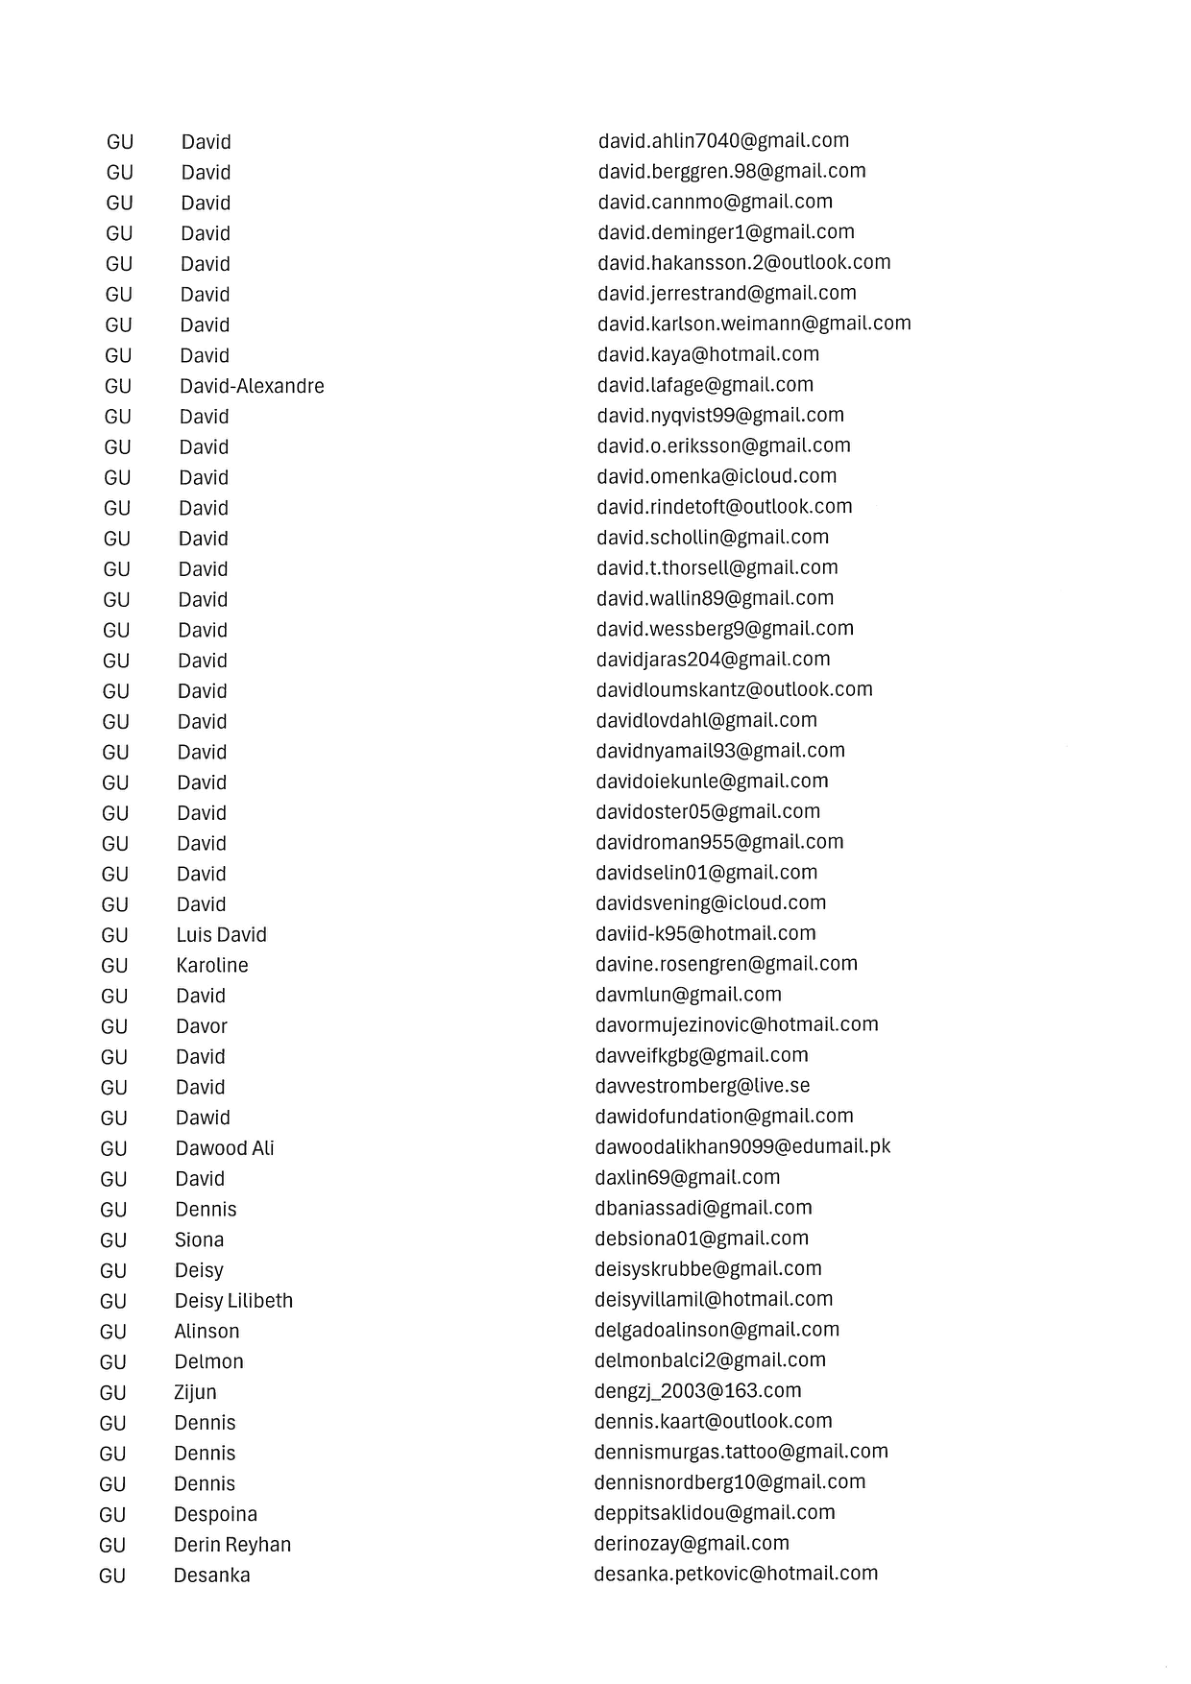 GU David david.ahlin7040@gmail.com
GU David david.berggren.98@gmail.com
GU David david.cannmo@gmail.com
GU David david.deminger1@gmail.com
GU David david.hakansson.2@outlook.com
GU David david.jerrestrand@gmail.com
GU David david.karlson.weimann@gmail.com
GU David david.kaya@hotmail.com
GU David-Alexandre david.lafage@gmail.com
GU David david.nyqvist99@gmail.com
GU David david.o.eriksson@gmail.com
GU David david.omenka@icloud.com
GU David david.rindetoft@outlook.com
GU David david.schollin@gmail.com
GU David david.t.thorsell@gmail.com
GU David david.wallin89@gmail.com
GU David david.wessberg9@gmail.com
GU David davidjaras204@gmail.com
GU David davidloumskantz@outlook.com
GU David davidlovdahl@gmail.com
GU David davidnyamail93@gmail.com
GU David davidoiekunle@gmail.com
GU David davidoster05@gmail.com
GU David davidroman955@gmail.com
GU David davidselin01@gmail.com
GU David davidsvening@icloud.com
GU Luis David daviid-k95@hotmail.com
GU Karoline davine.rosengren@gmail.com
GU David davmlun@gmail.com
GU Davor davormujezinovic@hotmail.com
GU David davveifkgbg@gmail.com
GU David davvestromberg@live.se
GU Dawid dawidofundation@gmail.com
GU Dawood Ali dawoodalikhan9099@edumail.pk
GU David daxlin69@gmail.com
GU Dennis dbaniassadi@gmail.com
GU Siona debsiona01@gmail.com
GU Deisy deisyskrubbe@gmail.com
GU Deisy Lilibeth deisyvillamil@hotmail.com
GU Alinson delgadoalinson@gmail.com
GU Delmon delmonbalci2@gmail.com
GU Zijun dengzj_2003@163.com
GU Dennis dennis.kaart@outlook.com
GU Dennis dennismurgas.tattoo@gmail.com
GU Dennis dennisnordberg10@gmail.com
GU Despoina deppitsaklidou@gmail.com
GU Derin Reyhan derinozay@gmail.com
GU Desanka desanka.petkovic@hotmail.com